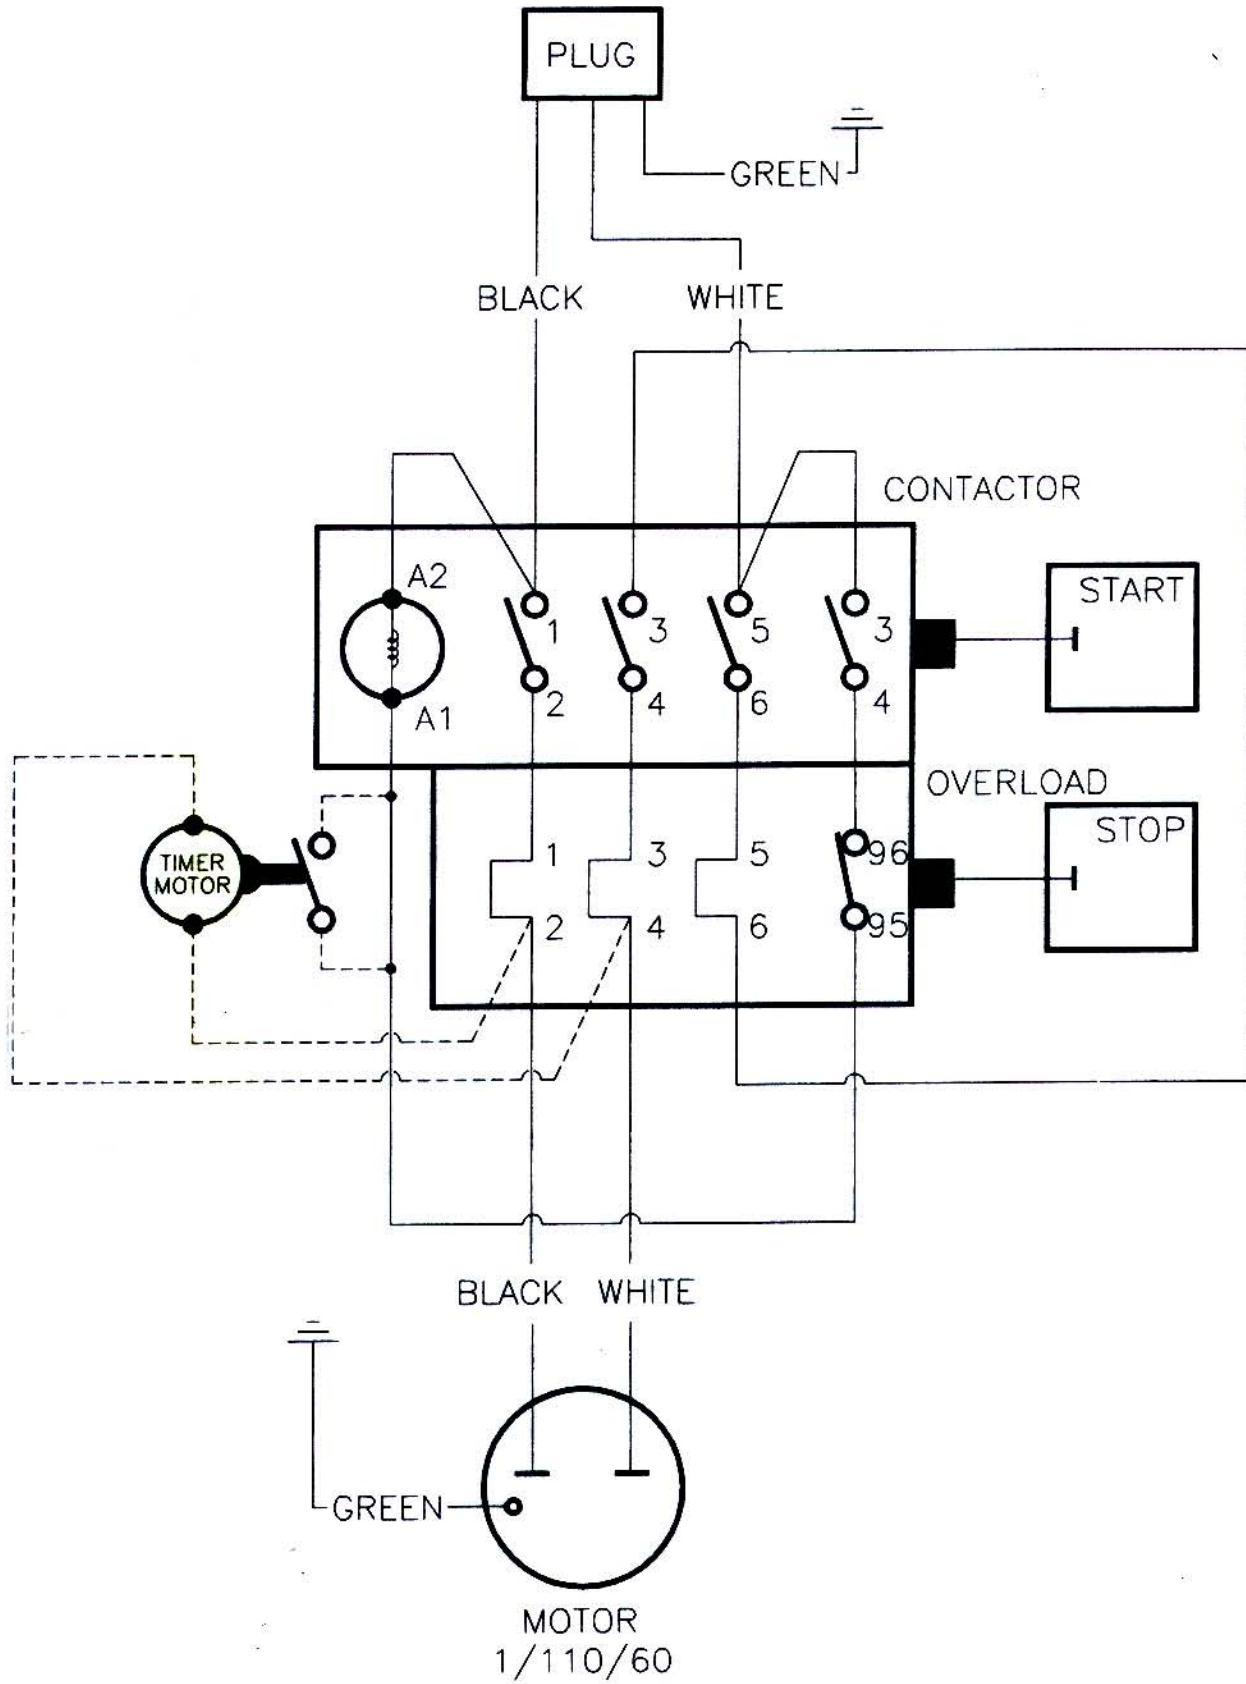 PLUG
GREEN
BLACK WHITE
CONTACTOR
A2
START
1 3 5 3
A1 2 4 6 4
OVERLOAD
STOP
TIMER
MOTOR
1 3 5 96
2 4 6 95
BLACK WHITE
GREEN
MOTOR
1/110/60